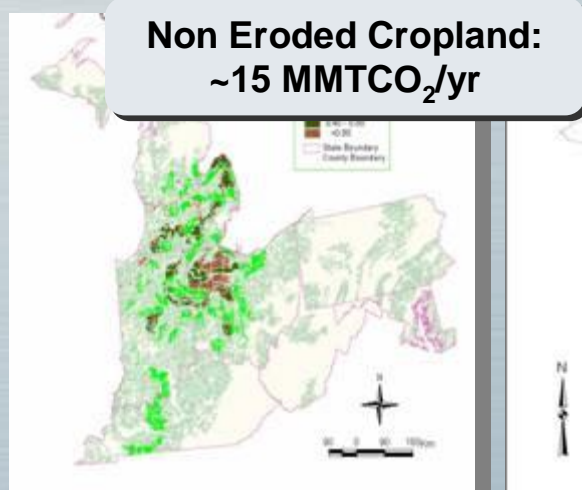 Non Eroded Cropland:
~15 MMTCO₂/yr
State Boundary
County Boundary
N
N